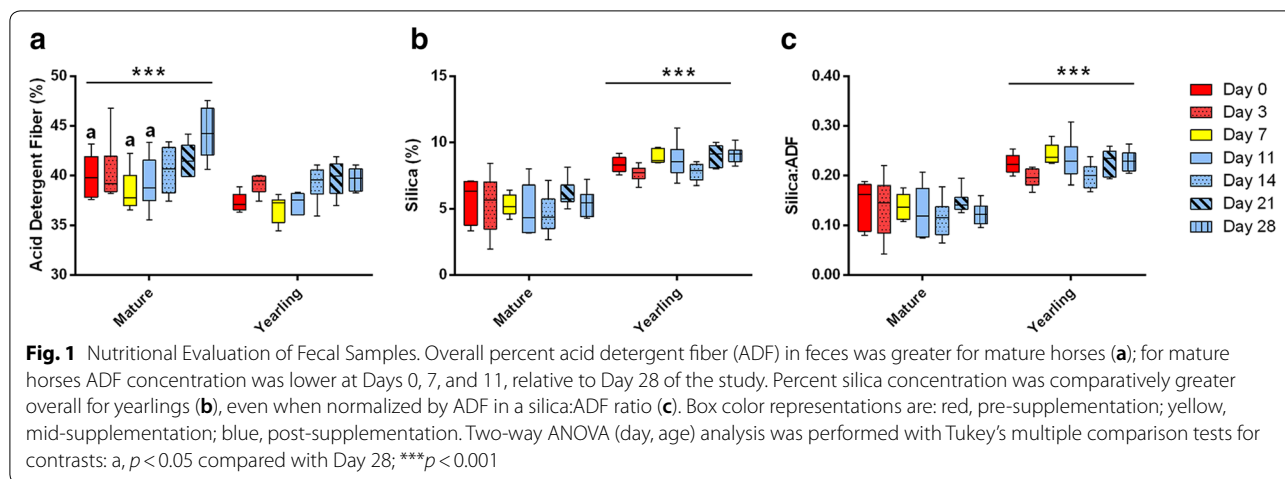 a
b
c
Acid Detergent Fiber (%)
50
45
40
35
30
***
a
a
a
Mature
Yearling
Silica (%)
15
10
5
0
***
Mature
Yearling
Silica:ADF
0.40
0.30
0.20
0.10
0.00
***
Mature
Yearling
Day 0
Day 3
Day 7
Day 11
Day 14
Day 21
Day 28
Fig. 1 Nutritional Evaluation of Fecal Samples. Overall percent acid detergent fiber (ADF) in feces was greater for mature horses (a); for mature
horses ADF concentration was lower at Days 0, 7, and 11, relative to Day 28 of the study. Percent silica concentration was comparatively greater
overall for yearlings (b), even when normalized by ADF in a silica:ADF ratio (c). Box color representations are: red, pre-supplementation; yellow,
mid-supplementation; blue, post-supplementation. Two-way ANOVA (day, age) analysis was performed with Tukey's multiple comparison tests for
contrasts: a, p < 0.05 compared with Day 28; ***p < 0.001